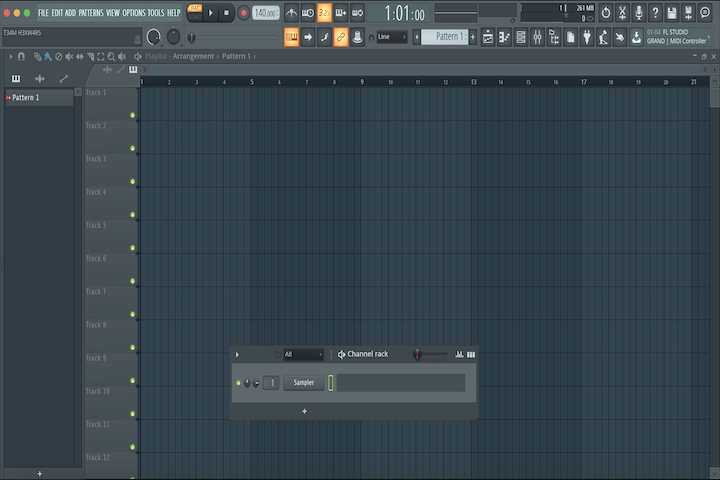 FILE EDIT ADD PATTERNS VIEW OPTIONS TOOLS HELP
PAT
140.000
3.2.
1:01:00
1
261 MB
0
Line
Pattern 1
01-04 FL STUDIO
GRAND | MIDI Controller
Playlist - Arrangement › Pattern 1 ›
1 2 3 4 5 6 7 8 9 10 11 12 13 14 15 16 17 18 19 20 21
Pattern 1
Track 1
Track 2
Track 3
Track 4
Track 5
Track 6
Track 7
Track 8
Track 9
Track 10
Track 11
Track 12
All
Channel rack
1
Sampler